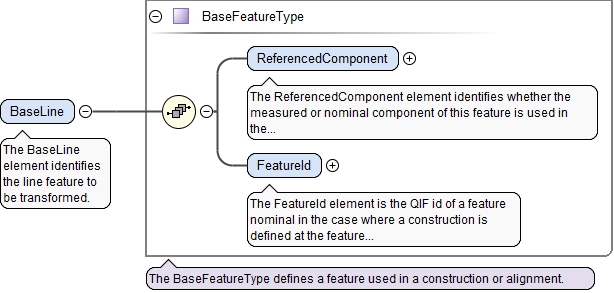 BaseFeatureType
ReferencedComponent
The ReferencedComponent element identifies whether the
measured or nominal component of this feature is used in
the...
BaseLine
The BaseLine
element identifies
the line feature to
be transformed.
FeatureId
The FeatureId element is the QIF id of a feature
nominal in the case where a construction is
defined at the feature...
The BaseFeatureType defines a feature used in a construction or alignment.